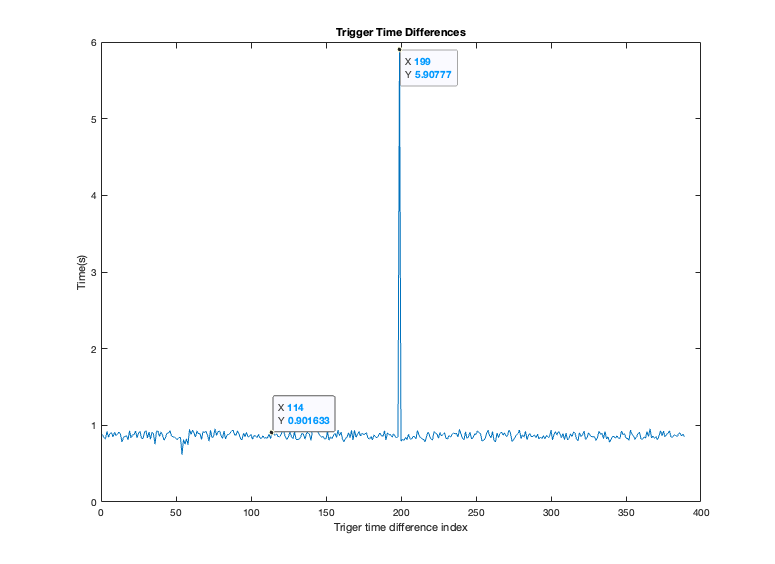 Trigger Time Differences
6
5
4
3
2
1
0
Time(s)
X 199
Y 5.90777
X 114
Y 0.901633
0 50 100 150 200 250 300 350 400
Triger time difference index